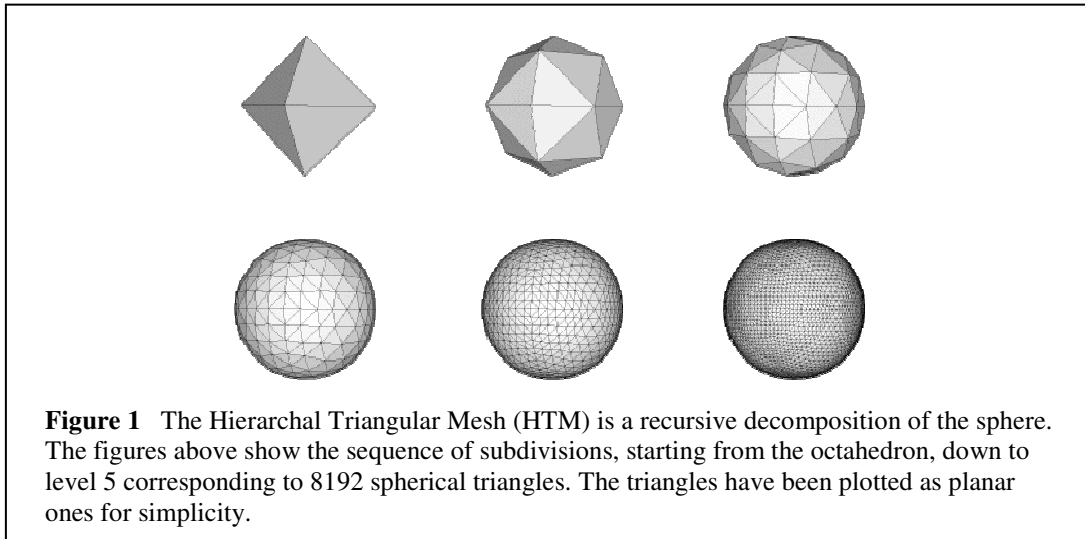 Figure 1 The Hierarchal Triangular Mesh (HTM) is a recursive decomposition of the sphere.
The figures above show the sequence of subdivisions, starting from the octahedron, down to
level 5 corresponding to 8192 spherical triangles. The triangles have been plotted as planar
ones for simplicity.